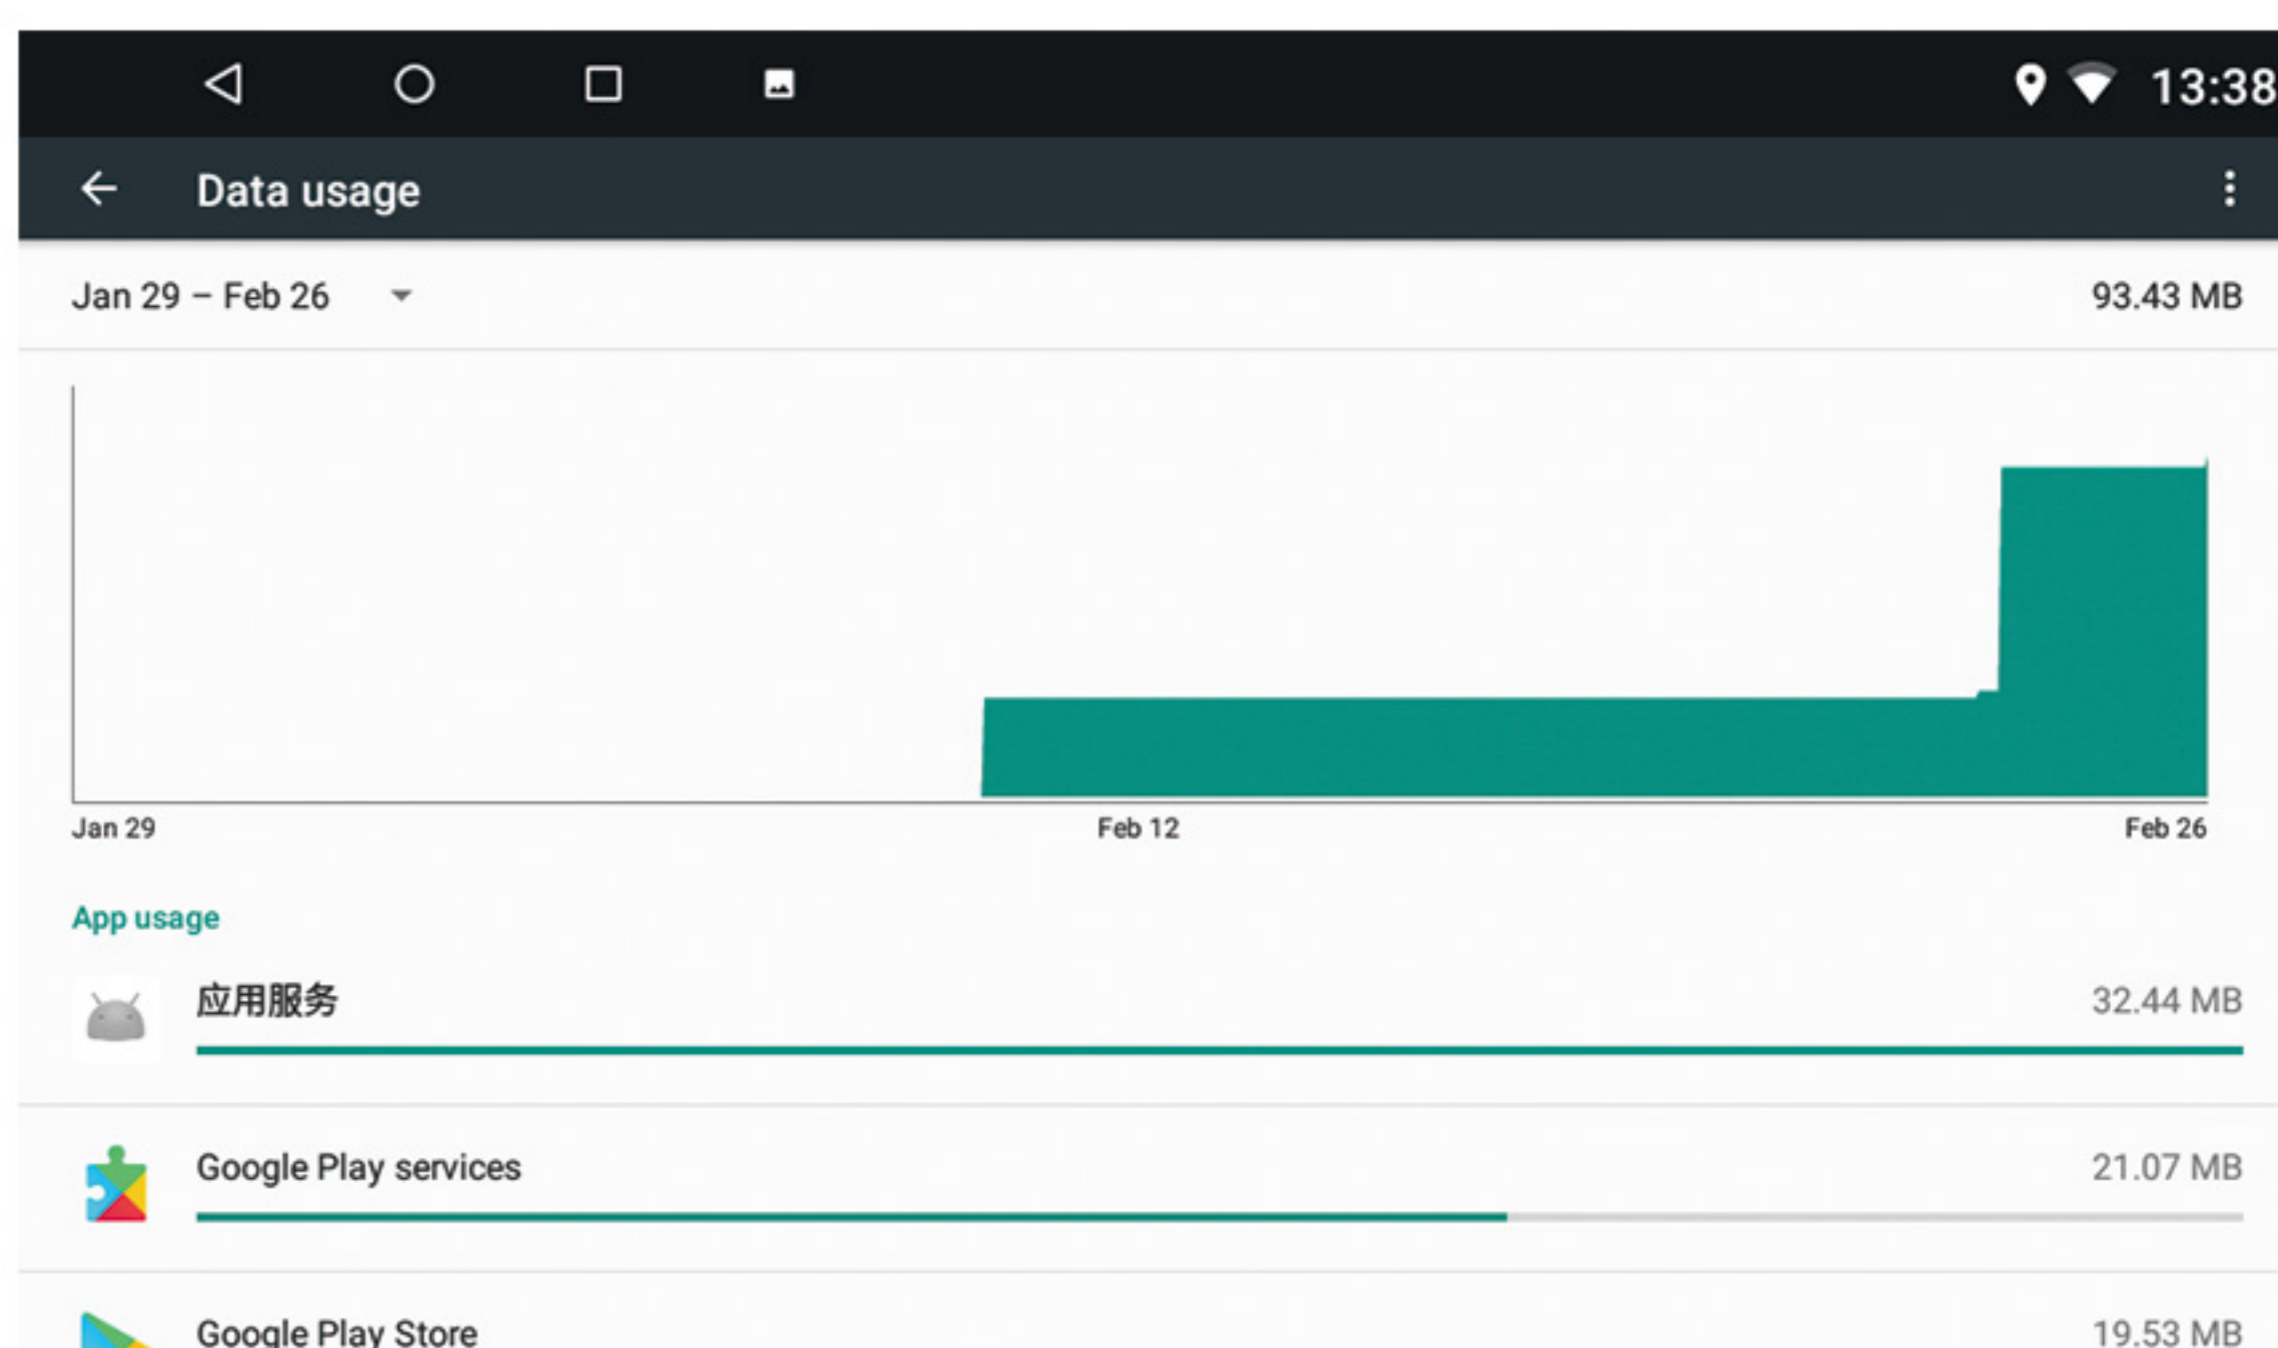 13:38
Data usage
Jan 29 – Feb 26 93.43 MB
Jan 29 Feb 12 Feb 26
App usage
应用服务 32.44 MB
Google Play services 21.07 MB
Google Play Store 19.53 MB